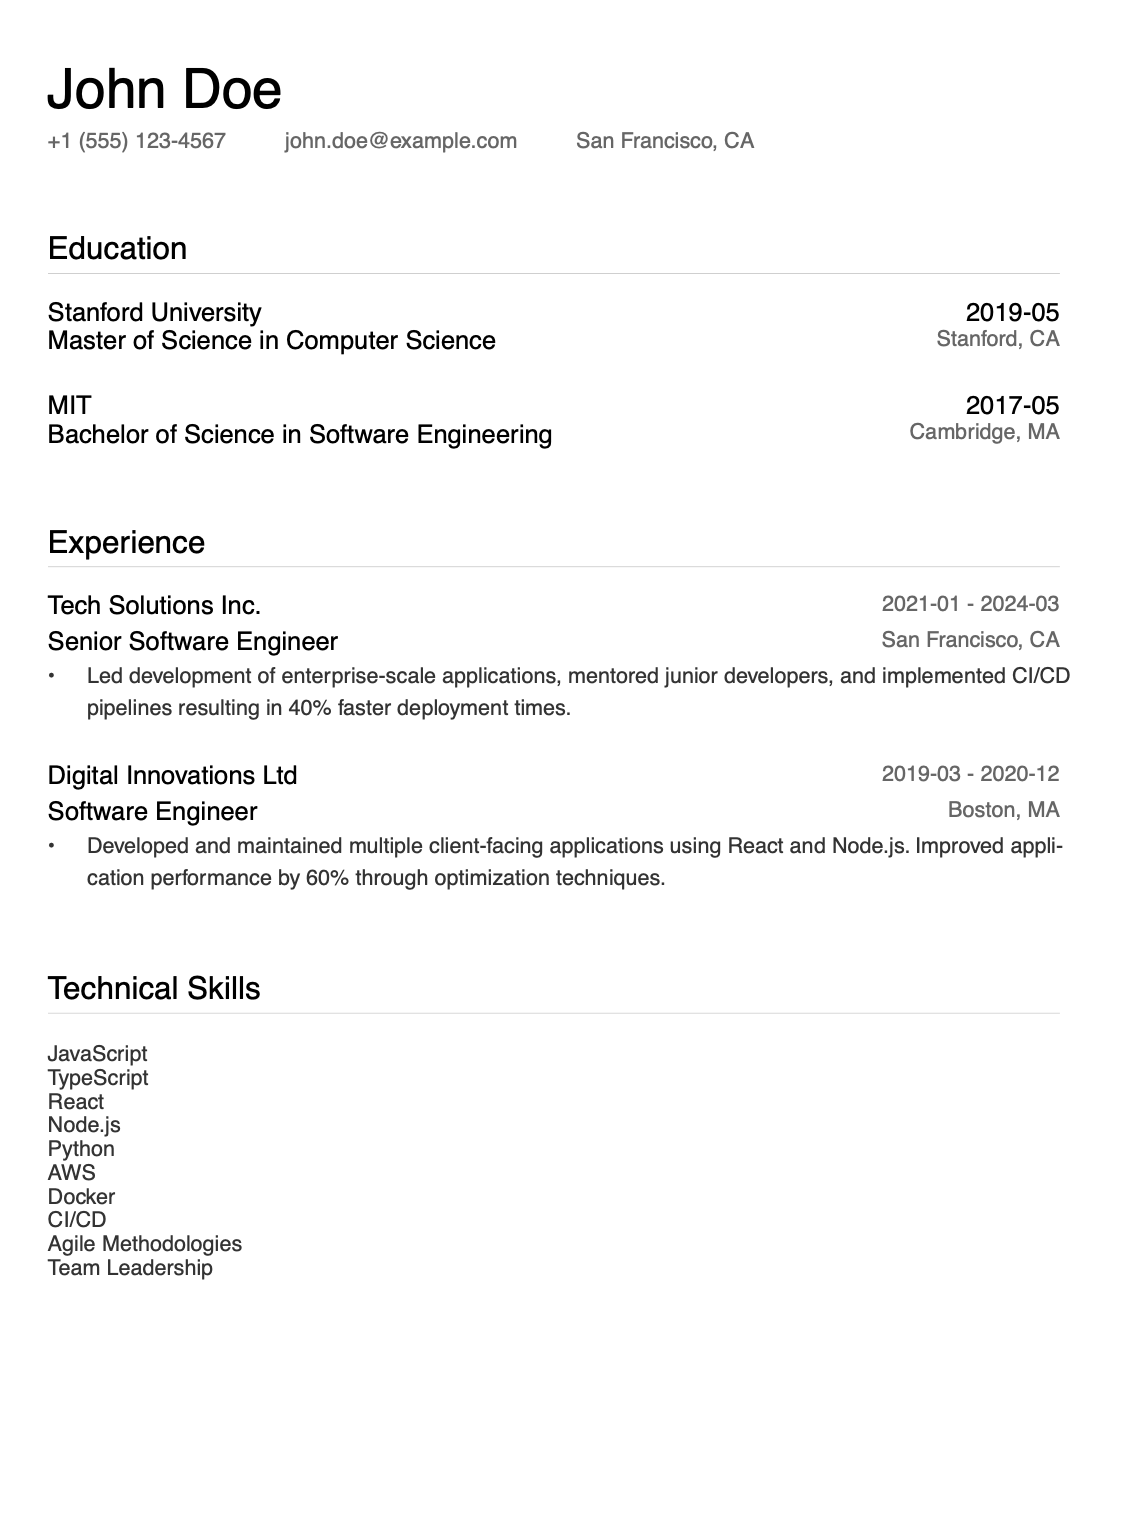 John Doe
+1 (555) 123-4567 john.doe@example.com San Francisco, CA
Education
Stanford University 2019-05
Master of Science in Computer Science Stanford, CA
MIT 2017-05
Bachelor of Science in Software Engineering Cambridge, MA
Experience
Tech Solutions Inc. 2021-01 - 2024-03
Senior Software Engineer San Francisco, CA
• Led development of enterprise-scale applications, mentored junior developers, and implemented CI/CD
pipelines resulting in 40% faster deployment times.
Digital Innovations Ltd 2019-03 - 2020-12
Software Engineer Boston, MA
• Developed and maintained multiple client-facing applications using React and Node.js. Improved appli-
cation performance by 60% through optimization techniques.
Technical Skills
JavaScript
TypeScript
React
Node.js
Python
AWS
Docker
CI/CD
Agile Methodologies
Team Leadership